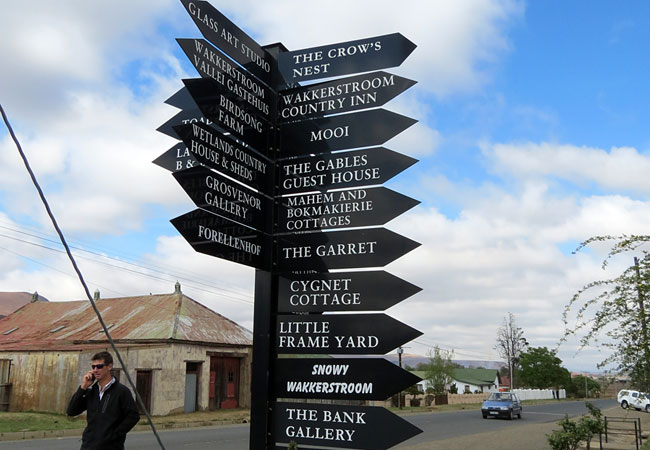 GLASS ART STUDIO
WAKKERSTROOM
VALLEI GASTEHUIS
BIRDSONG
FARM
WETLANDS COUNTRY
HOUSE & SHEDS
GROSVENOR
GALLERY
FORELLENHOF
THE CROW'S
NEST
WAKKERSTROOM
COUNTRY INN
MOOI
THE GABLES
GUEST HOUSE
MAHEM AND
BOKMAKIERIE
COTTAGES
THE GARRET
CYGNET
COTTAGE
LITTLE
FRAME YARD
SNOWY
WAKKERSTROOM
THE BANK
GALLERY